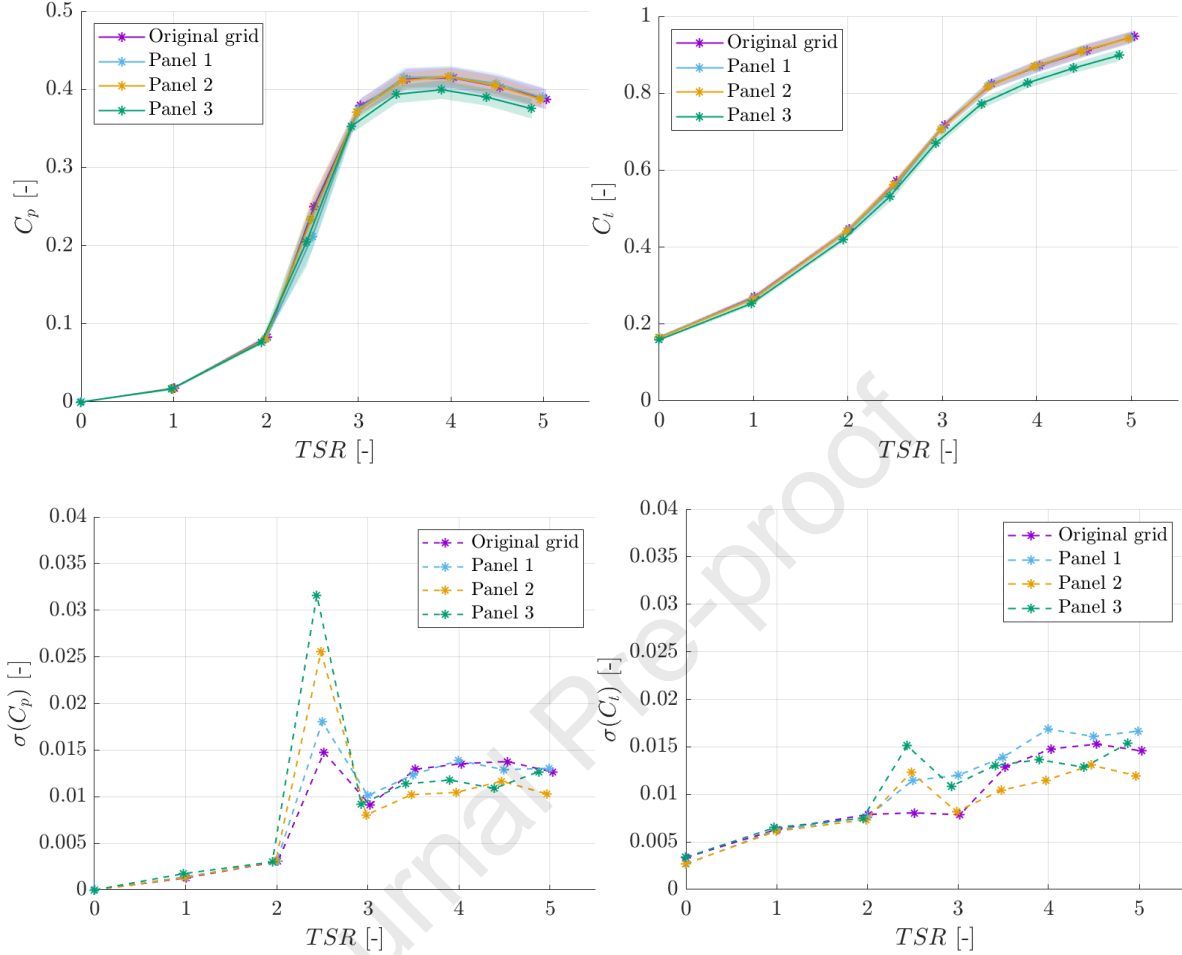 0.5
0.4
0.3
0.2
0.1
0
C_p [-]
Original grid
Panel 1
Panel 2
Panel 3
0 1 2 3 4 5
TSR [-]
1
0.8
0.6
0.4
0.2
0
C_t [-]
Original grid
Panel 1
Panel 2
Panel 3
0 1 2 3 4 5
TSR [-]
0.04
0.035
0.03
0.025
0.02
0.015
0.01
0.005
0
σ(C_p) [-]
Original grid
Panel 1
Panel 2
Panel 3
0 1 2 3 4 5
TSR [-]
0.04
0.035
0.03
0.025
0.02
0.015
0.01
0.005
0
σ(C_t) [-]
Original grid
Panel 1
Panel 2
Panel 3
0 1 2 3 4 5
TSR [-]
urnal Pre-proof